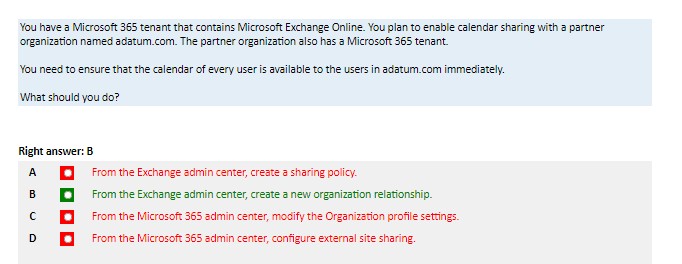 You have a Microsoft 365 tenant that contains Microsoft Exchange Online. You plan to enable calendar sharing with a partner
organization named adatum.com. The partner organization also has a Microsoft 365 tenant.
You need to ensure that the calendar of every user is available to the users in adatum.com immediately.
What should you do?
Right answer: B
A From the Exchange admin center, create a sharing policy.
B From the Exchange admin center, create a new organization relationship.
C From the Microsoft 365 admin center, modify the Organization profile settings.
D From the Microsoft 365 admin center, configure external site sharing.